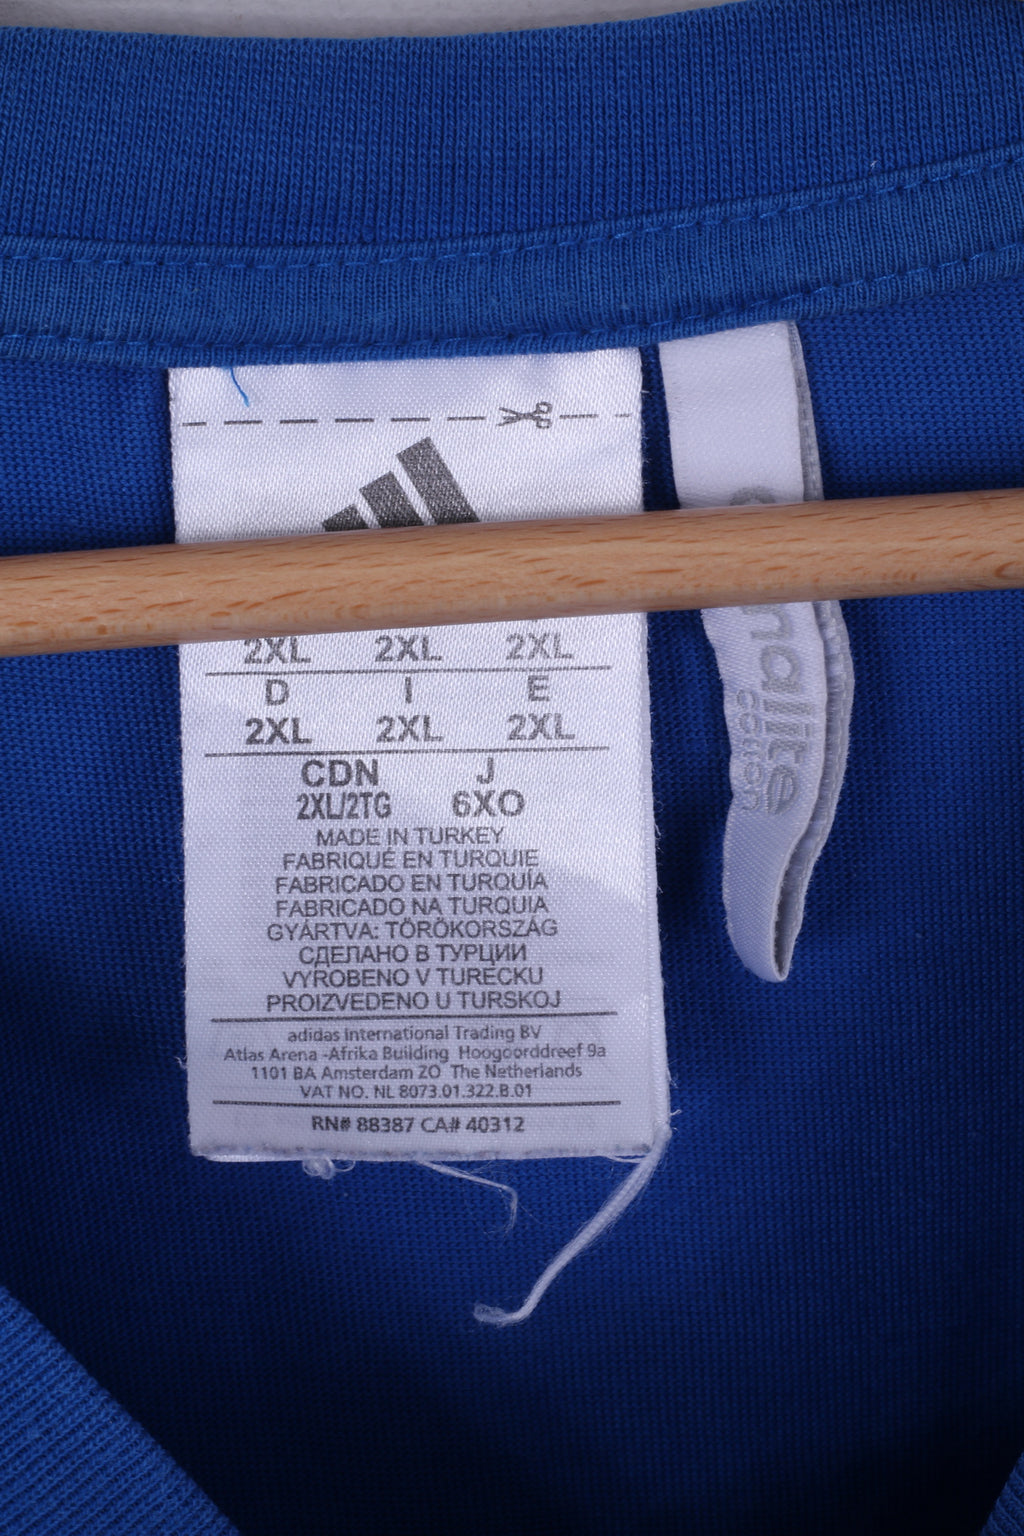 2XL 2XL 2XL
D I E
2XL 2XL 2XL
CDN J
2XL/2TG 6XO
MADE IN TURKEY
FABRIQUÉ EN TURQUIE
FABRICADO EN TURQUÍA
FABRICADO NA TURQUIA
GYÁRTVA: TÖRÖKORSZÁG
СДЕЛАНО В ТУРЦИИ
VYROBENO V TURECKU
PROIZVEDENO U TURSKOJ
adidas International Trading BV
Atlas Arena -Afrika Building Hoogoorddreef 9a
1101 BA Amsterdam ZO The Netherlands
VAT NO. NL 8073.01.322.B.01
RN# 88387 CA# 40312